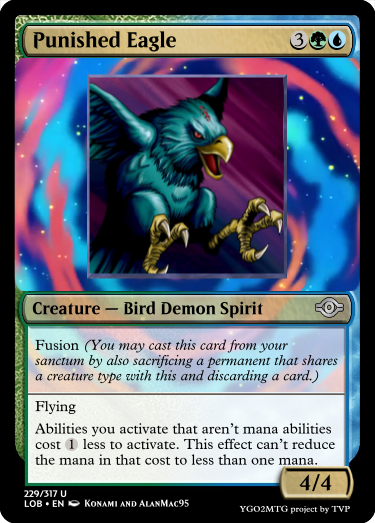 Punished Eagle 3
Creature — Bird Demon Spirit
Fusion (You may cast this card from your
sanctum by also sacrificing a permanent that shares
a creature type with this and discarding a card.)
Flying
Abilities you activate that aren't mana abilities
cost 1 less to activate. This effect can't reduce
the mana in that cost to less than one mana.
4/4
229/317 U
LOB • EN Konami and AlanMac95
YGO2MTG project by TVP